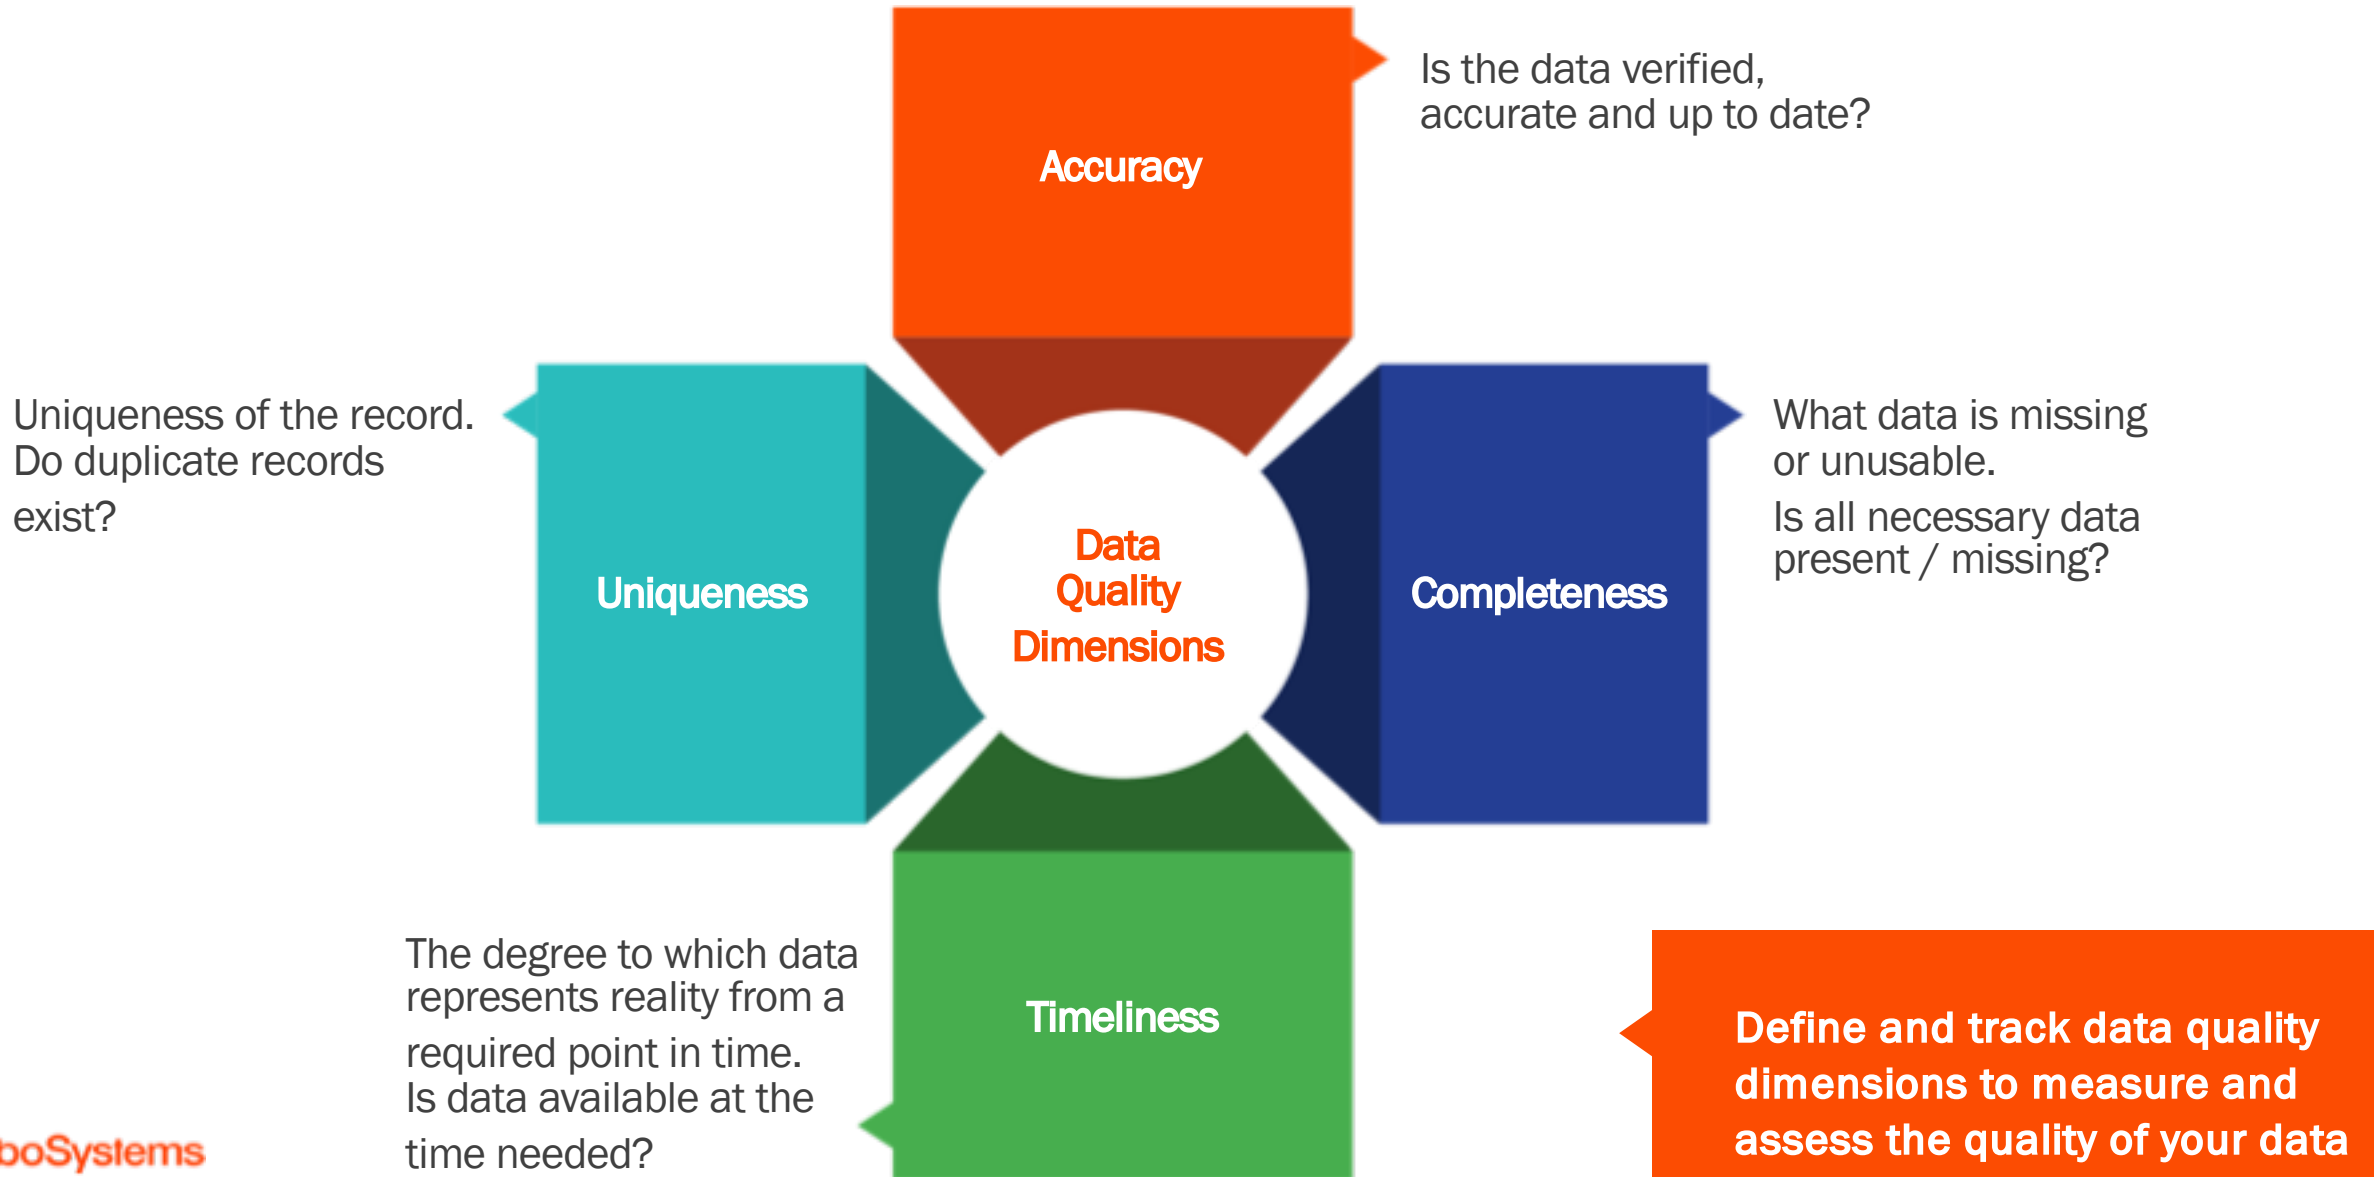 Accuracy
Is the data verified,
accurate and up to date?
Uniqueness of the record.
Do duplicate records
exist?
Uniqueness
Data
Quality
Dimensions
Completeness
What data is missing
or unusable.
Is all necessary data
present / missing?
The degree to which data
represents reality from a
required point in time.
Is data available at the
time needed?
Timeliness
Define and track data quality
dimensions to measure and
assess the quality of your data
boSystems